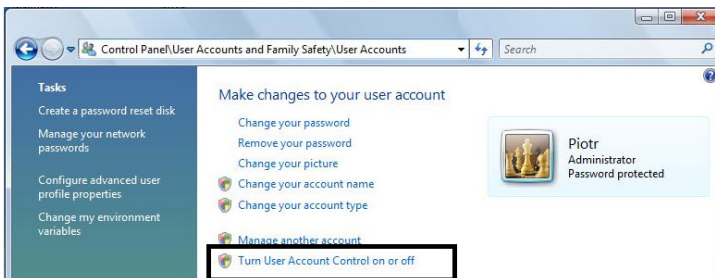 Control Panel\User Accounts and Family Safety\User Accounts
Search
Tasks
Create a password reset disk
Manage your network
passwords
Configure advanced user
profile properties
Change my environment
variables
Make changes to your user account
Change your password
Remove your password
Change your picture
Change your account name
Change your account type
Manage another account
Turn User Account Control on or off
Piotr
Administrator
Password protected